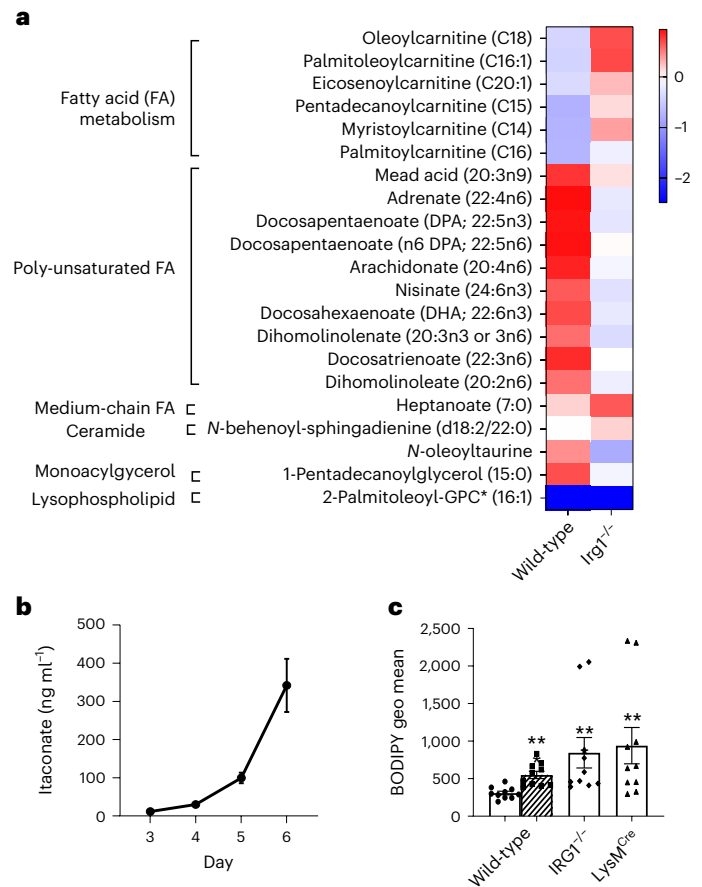 a
Fatty acid (FA)
metabolism
Oleoylcarnitine (C18)
Palmitoleoylcarnitine (C16:1)
Eicosenoylcarnitine (C20:1)
Pentadecanoylcarnitine (C15)
Myristoylcarnitine (C14)
Palmitoylcarnitine (C16)
Poly-unsaturated FA
Mead acid (20:3n9)
Adrenate (22:4n6)
Docosapentaenoate (DPA; 22:5n3)
Docosapentaenoate (n6 DPA; 22:5n6)
Arachidonate (20:4n6)
Nisinate (24:6n3)
Docosahexaenoate (DHA; 22:6n3)
Dihomolinolenate (20:3n3 or 3n6)
Docosatrienoate (22:3n6)
Dihomolinoleate (20:2n6)
Medium-chain FA
Heptanoate (7:0)
Ceramide
N-behenoyl-sphingadienine (d18:2/22:0)
N-oleoyltaurine
Monoacylgycerol
1-Pentadecanoylglycerol (15:0)
Lysophospholipid
2-Palmitoleoyl-GPC* (16:1)
Wild-type
Irg1⁻/⁻
0
−1
−2
b
Itaconate (ng ml⁻¹)
500
400
300
200
100
0
3 4 5 6
Day
c
BODIPY geo mean
2,500
2,000
1,500
1,000
500
0
** ** **
Wild-type
IRG1⁻/⁻
LysMᶜʳᵉ